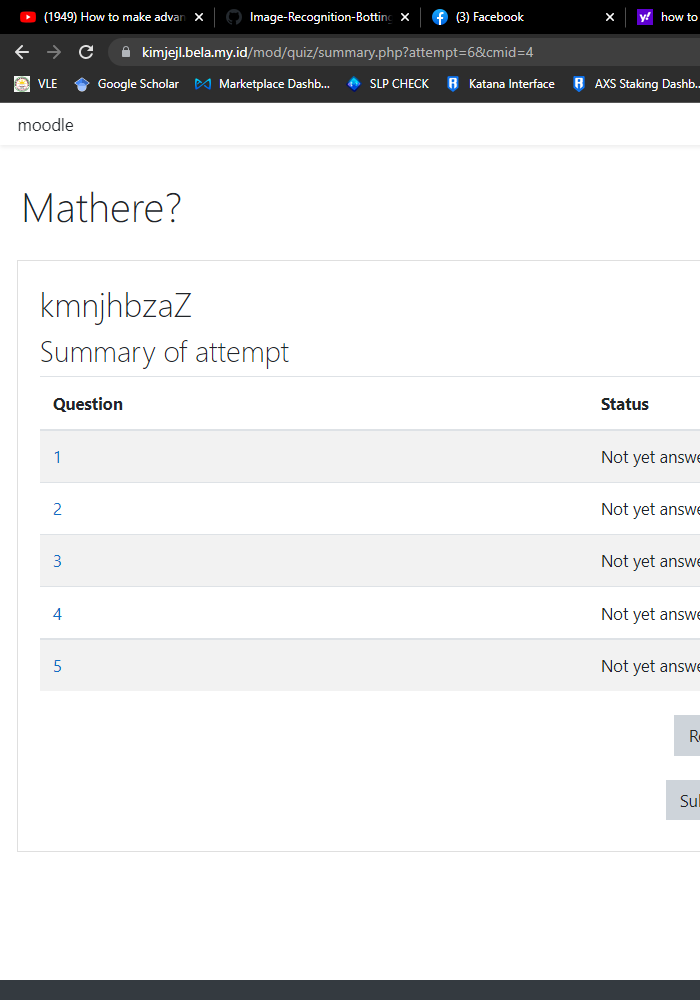 (1949) How to make advan
Image-Recognition-Botting
(3) Facebook
y!
how to
kimjejl.bela.my.id/mod/quiz/summary.php?attempt=6&cmid=4
VLE
Google Scholar
Marketplace Dashb...
SLP CHECK
Katana Interface
AXS Staking Dashb...
moodle
Mathere?
kmnjhbzaZ
Summary of attempt
Question Status
1 Not yet answe
2 Not yet answe
3 Not yet answe
4 Not yet answe
5 Not yet answe
Re
Sul